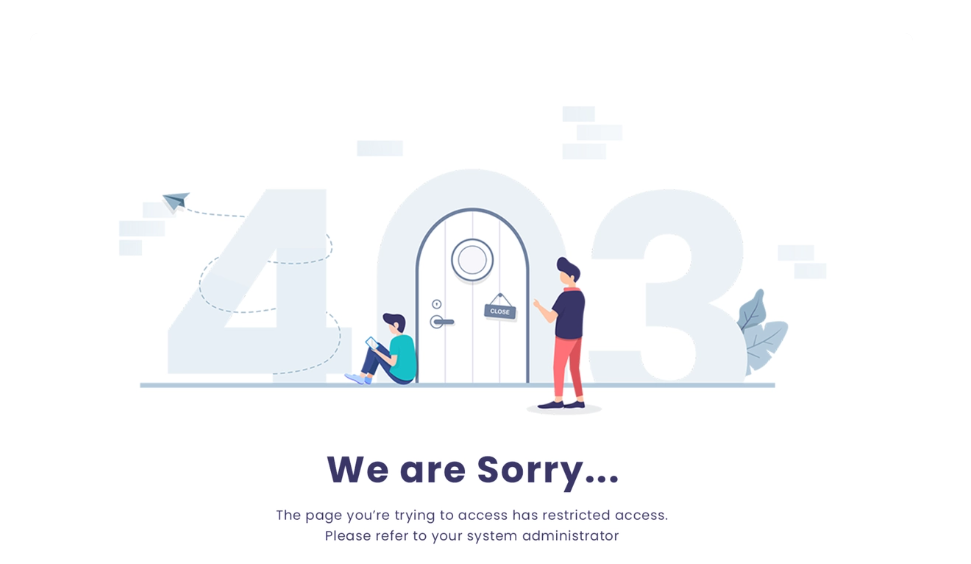 403
CLOSE
We are Sorry...
The page you're trying to access has restricted access.
Please refer to your system administrator